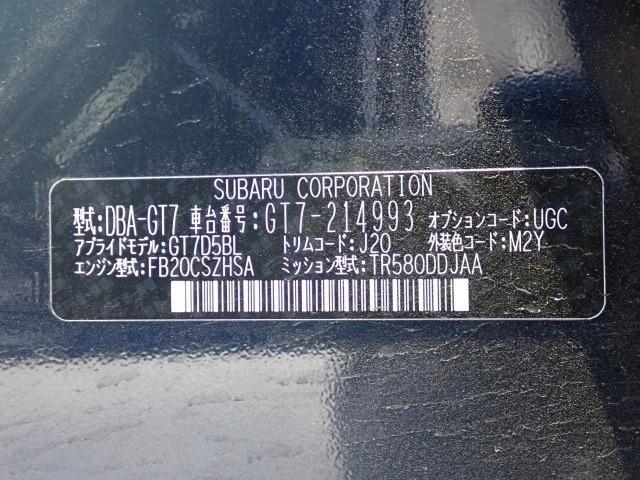 SUBARU CORPORATION
型式:DBA-GT7 車台番号:GT7-214993 オプションコード:UGC
アプライドモデル:GT7D5BL トリムコード:J20 外装色コード:M2Y
エンジン型式:FB20CSZHSA ミッション型式:TR580DDJAA